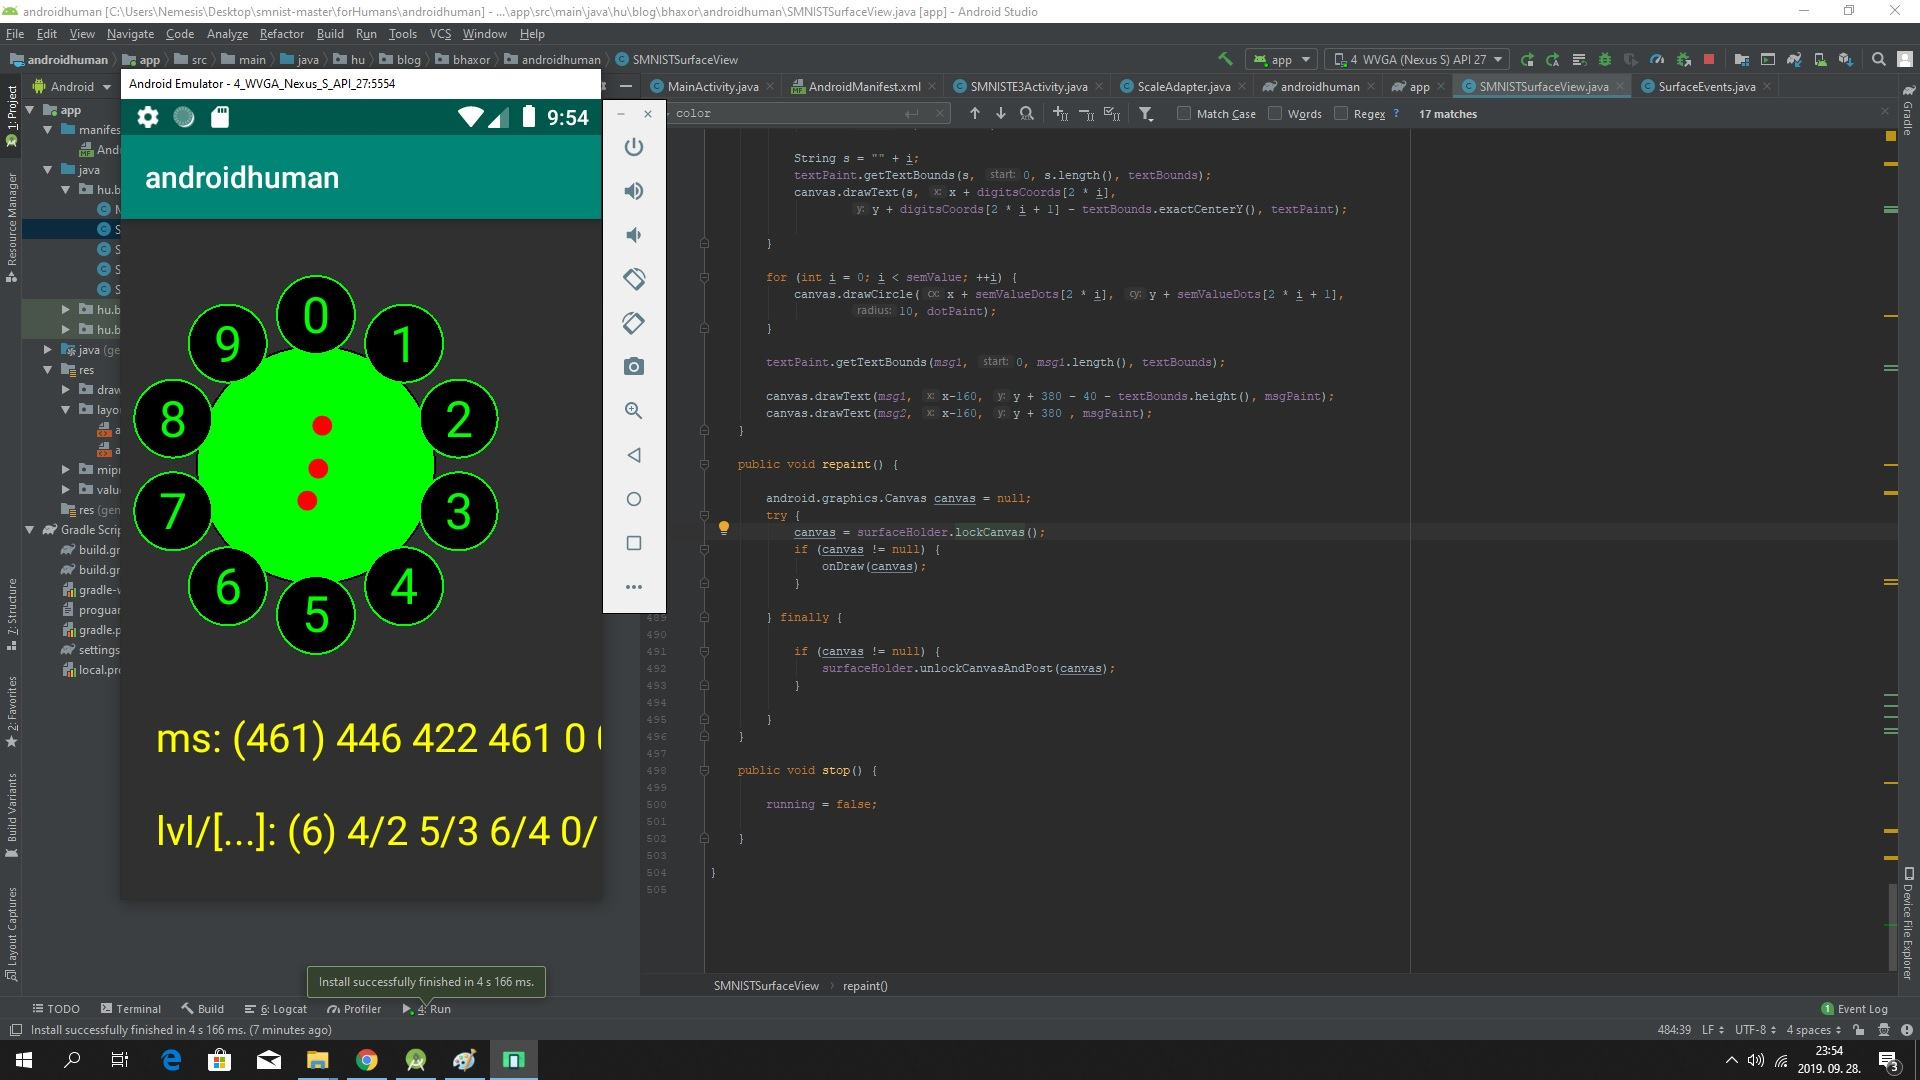 androidhuman [C:\Users\Nemesis\Desktop\smnist-master\forHumans\androidhuman] - ...\app\src\main\java\hu\blog\bhaxor\androidhuman\SMNISTSurfaceView.java [app] - Android Studio
File Edit View Navigate Code Analyze Refactor Build Run Tools VCS Window Help
androidhuman app src main java hu blog bhaxor androidhuman SMNISTSurfaceView
app 4 WVGA (Nexus S) API 27
Android
MainActivity.java AndroidManifest.xml SMNISTE3Activity.java ScaleAdapter.java androidhuman app SMNISTSurfaceView.java SurfaceEvents.java
color Match Case Words Regex ? 17 matches
1: Project
Resource Manager
7: Structure
2: Favorites
Build Variants
Layout Captures
app
manifes
And
java
hu.b
hu.b
hu.b
java (ge
res
draw
layo
mipr
valu
res (gen
Gradle Scrip
build.gr
build.gr
gradle-w
proguar
gradle.p
settings
local.pro
Android Emulator - 4_WVGA_Nexus_S_API_27:5554
9:54
androidhuman
0
1
2
3
4
5
6
7
8
9
ms: (461) 446 422 461 0
lvl/[...]: (6) 4/2 5/3 6/4 0/
String s = "" + i;
textPaint.getTextBounds(s, start: 0, s.length(), textBounds);
canvas.drawText(s, x: x + digitsCoords[2 * i],
y: y + digitsCoords[2 * i + 1] - textBounds.exactCenterY(), textPaint);
}
for (int i = 0; i < semValue; ++i) {
canvas.drawCircle( cx: x + semValueDots[2 * i], cy: y + semValueDots[2 * i + 1],
radius: 10, dotPaint);
}
textPaint.getTextBounds(msg1, start: 0, msg1.length(), textBounds);
canvas.drawText(msg1, x: x-160, y: y + 380 - 40 - textBounds.height(), msgPaint);
canvas.drawText(msg2, x: x-160, y: y + 380 , msgPaint);
}
public void repaint() {
android.graphics.Canvas canvas = null;
try {
canvas = surfaceHolder.lockCanvas();
if (canvas != null) {
onDraw(canvas);
}
489 } finally {
490
491 if (canvas != null) {
492 surfaceHolder.unlockCanvasAndPost(canvas);
493 }
494
495 }
496 }
497
498 public void stop() {
499
500 running = false;
501
502 }
503
504 }
505
Gradle
Device File Explorer
SMNISTSurfaceView repaint()
Install successfully finished in 4 s 166 ms.
TODO Terminal Build 6: Logcat Profiler 4: Run 1 Event Log
Install successfully finished in 4 s 166 ms. (7 minutes ago) 484:39 LF UTF-8 4 spaces
23:54
2019. 09. 28.
3